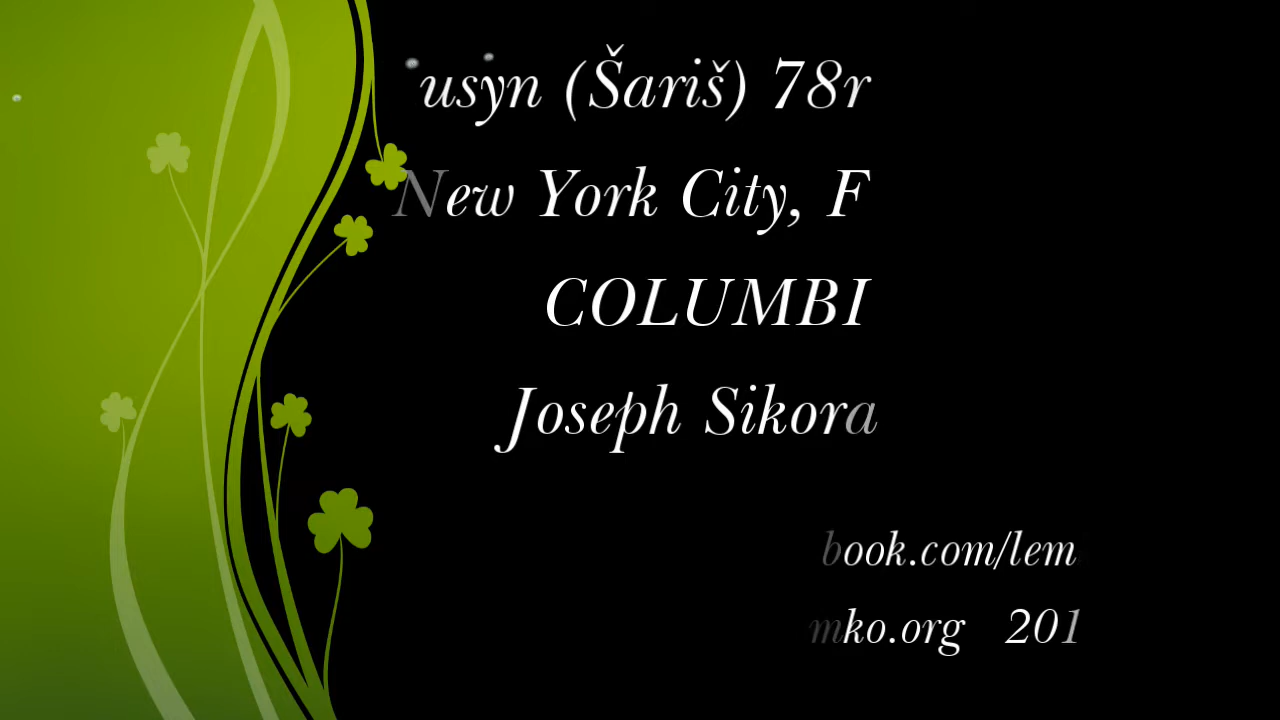 usyn (Šariš) 78r
New York City, F
COLUMBI
Joseph Sikora
book.com/lem
mko.org 201